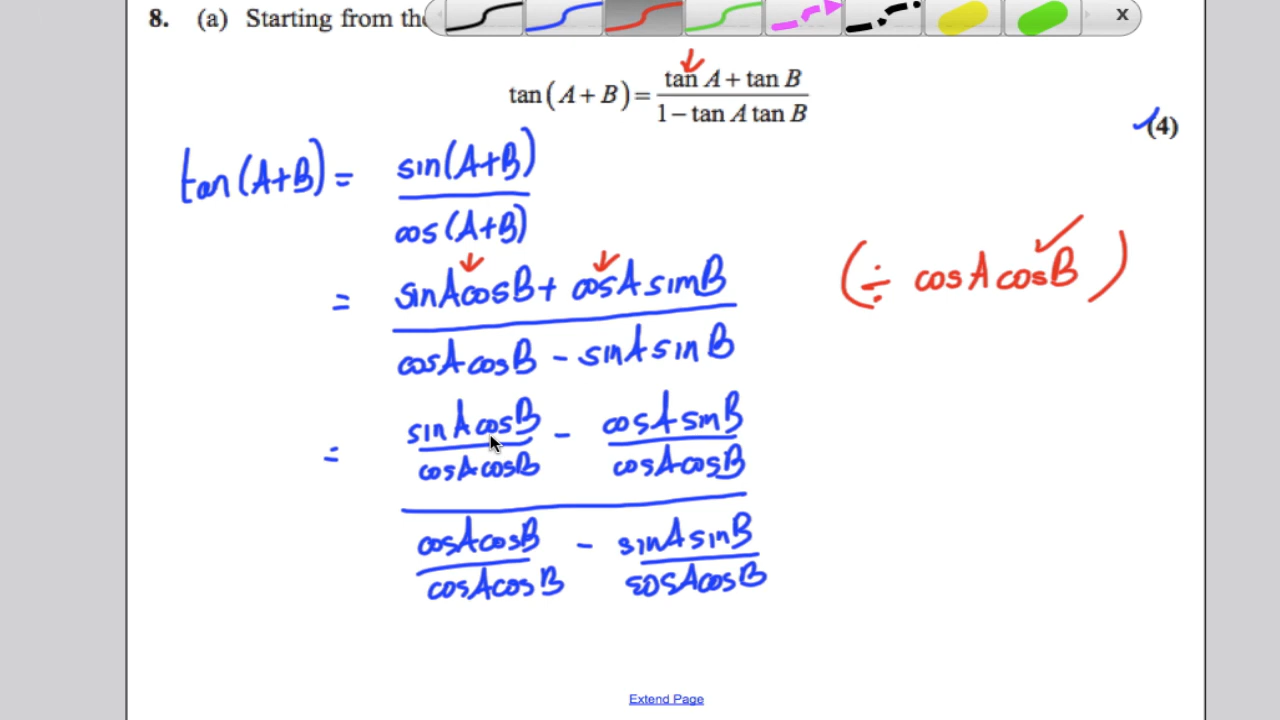 8. (a) Starting from the
x
tan(A+B) = tan A + tan B / 1 − tan A tan B
(4)
tan(A+B) = sin(A+B) / cos(A+B)
= sinAcosB + cosAsinB / cosAcosB − sinAsinB
(÷ cosAcosB)
= sinAcosB / cosAcosB − cosAsinB / cosAcosB
cosAcosB / cosAcosB − sinAsinB / cosAcosB
Extend Page